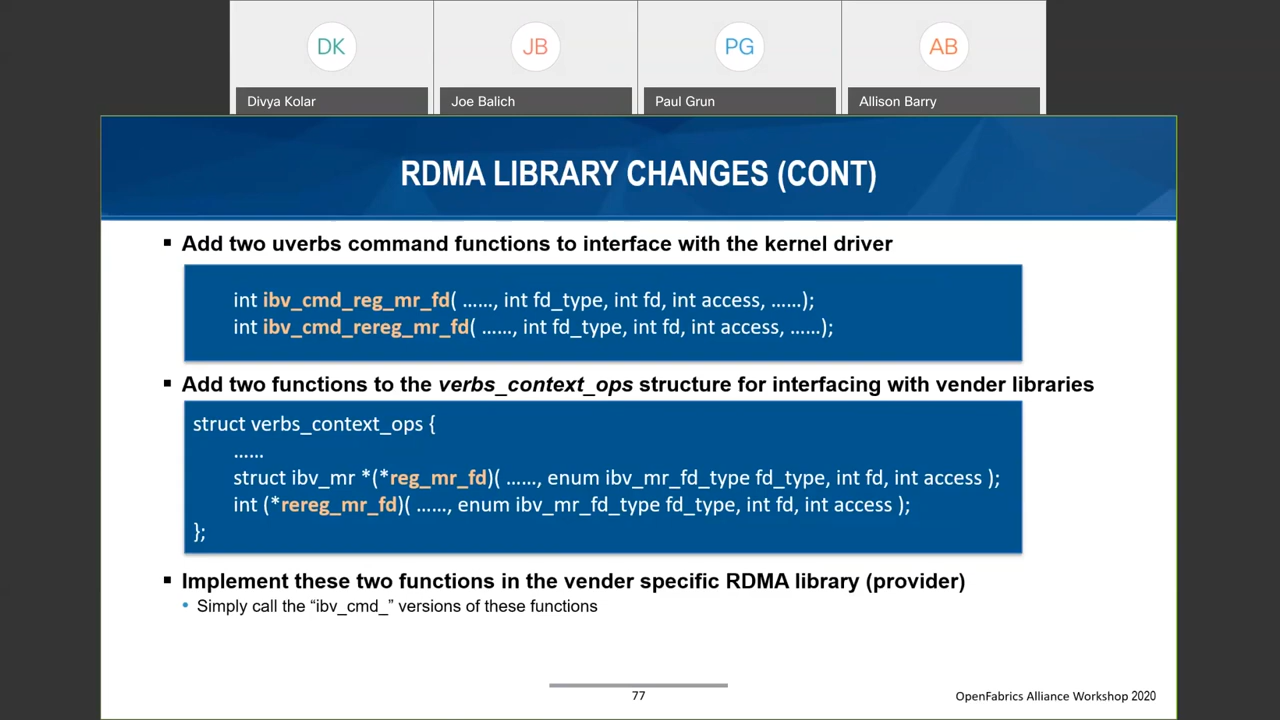 DK
JB
PG
AB
Divya Kolar
Joe Balich
Paul Grun
Allison Barry
RDMA LIBRARY CHANGES (CONT)
▪ Add two uverbs command functions to interface with the kernel driver
int ibv_cmd_reg_mr_fd( ……, int fd_type, int fd, int access, ……);
int ibv_cmd_rereg_mr_fd( ……, int fd_type, int fd, int access, ……);
▪ Add two functions to the verbs_context_ops structure for interfacing with vender libraries
struct verbs_context_ops {
……
struct ibv_mr *(*reg_mr_fd)( ……, enum ibv_mr_fd_type fd_type, int fd, int access );
int (*rereg_mr_fd)( ……, enum ibv_mr_fd_type fd_type, int fd, int access );
};
▪ Implement these two functions in the vender specific RDMA library (provider)
• Simply call the “ibv_cmd_” versions of these functions
77
OpenFabrics Alliance Workshop 2020